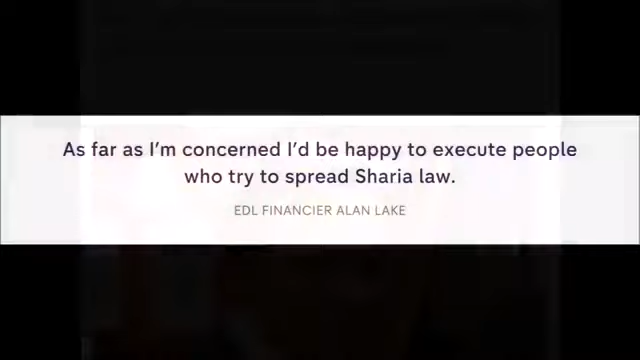 As far as I'm concerned I'd be happy to execute people
who try to spread Sharia law.
EDL FINANCIER ALAN LAKE